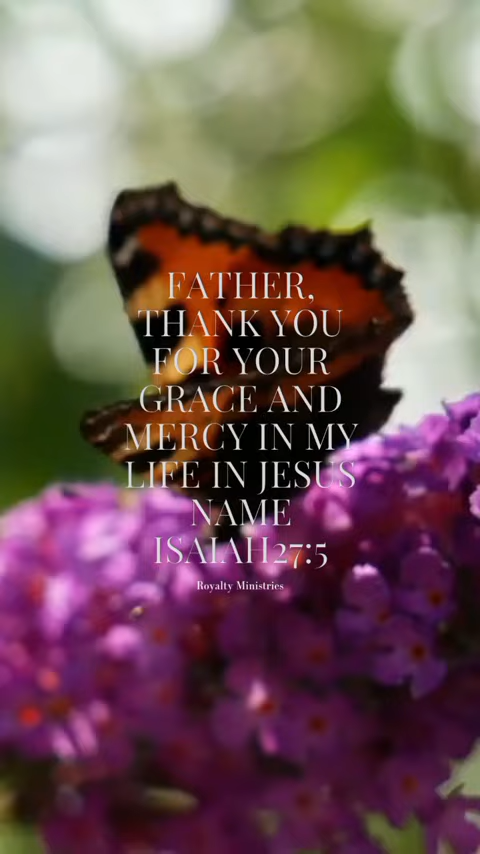 FATHER,
THANK YOU
FOR YOUR
GRACE AND
MERCY IN MY
LIFE IN JESUS
NAME
ISAIAH27:5
Royalty Ministries